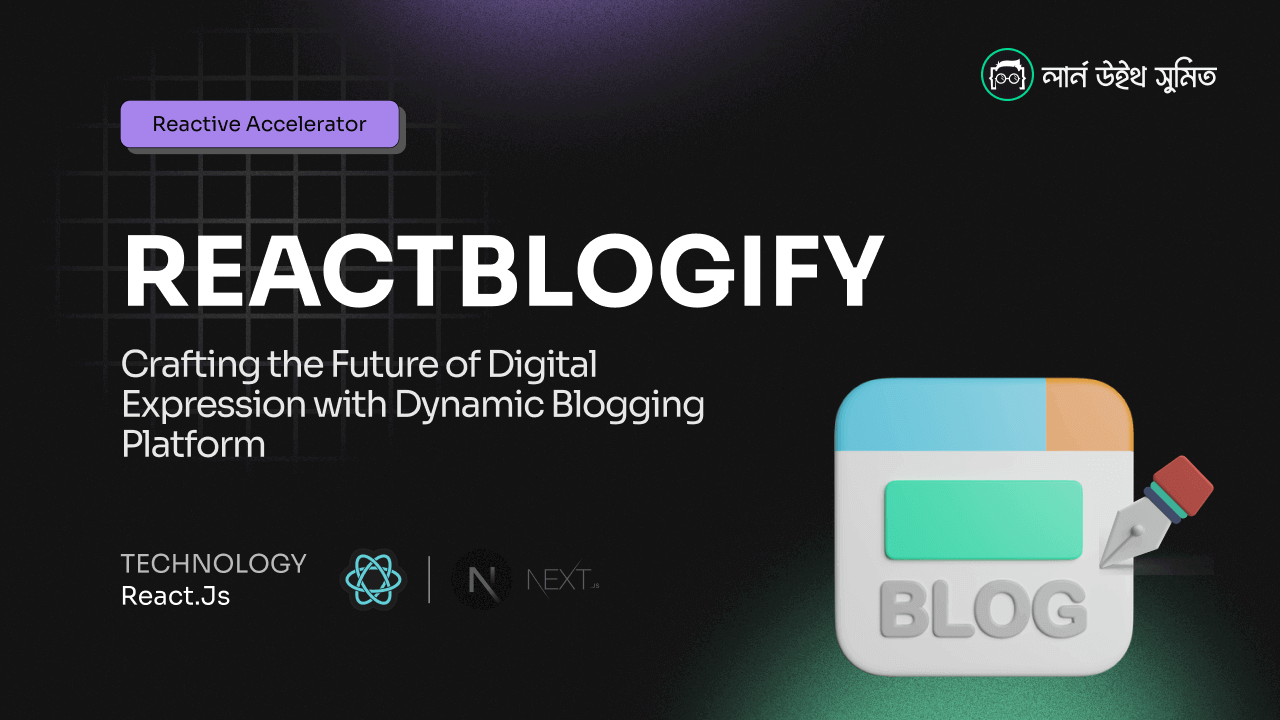 লার্ন উইথ সুমিত
Reactive Accelerator
REACTBLOGIFY
Crafting the Future of Digital
Expression with Dynamic Blogging
Platform
TECHNOLOGY
React.Js
N NEXT.JS
BLOG